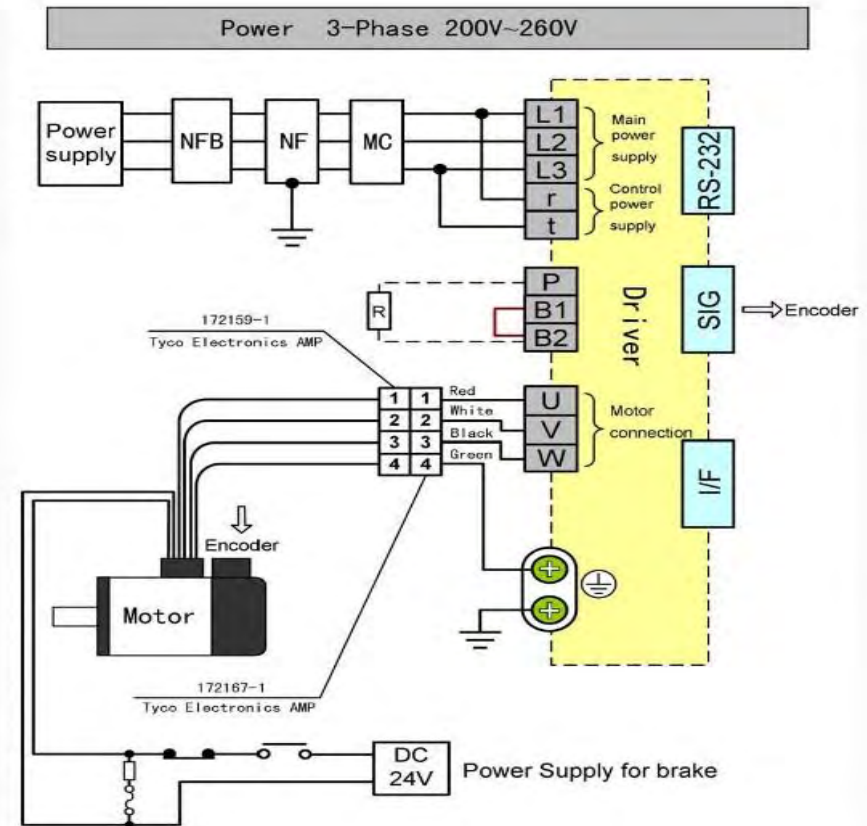 Power 3-Phase 200V~260V
Power
supply
NFB
NF
MC
L1
L2
L3
r
t
Main
power
supply
Control
power
supply
RS-232
P
B1
B2
R
Driver
SIG
Encoder
172159-1
Tyco Electronics AMP
1 1 Red
2 2 White
3 3 Black
4 4 Green
U
V
W
Motor
connection
I/F
Encoder
Motor
172167-1
Tyco Electronics AMP
DC
24V
Power Supply for brake